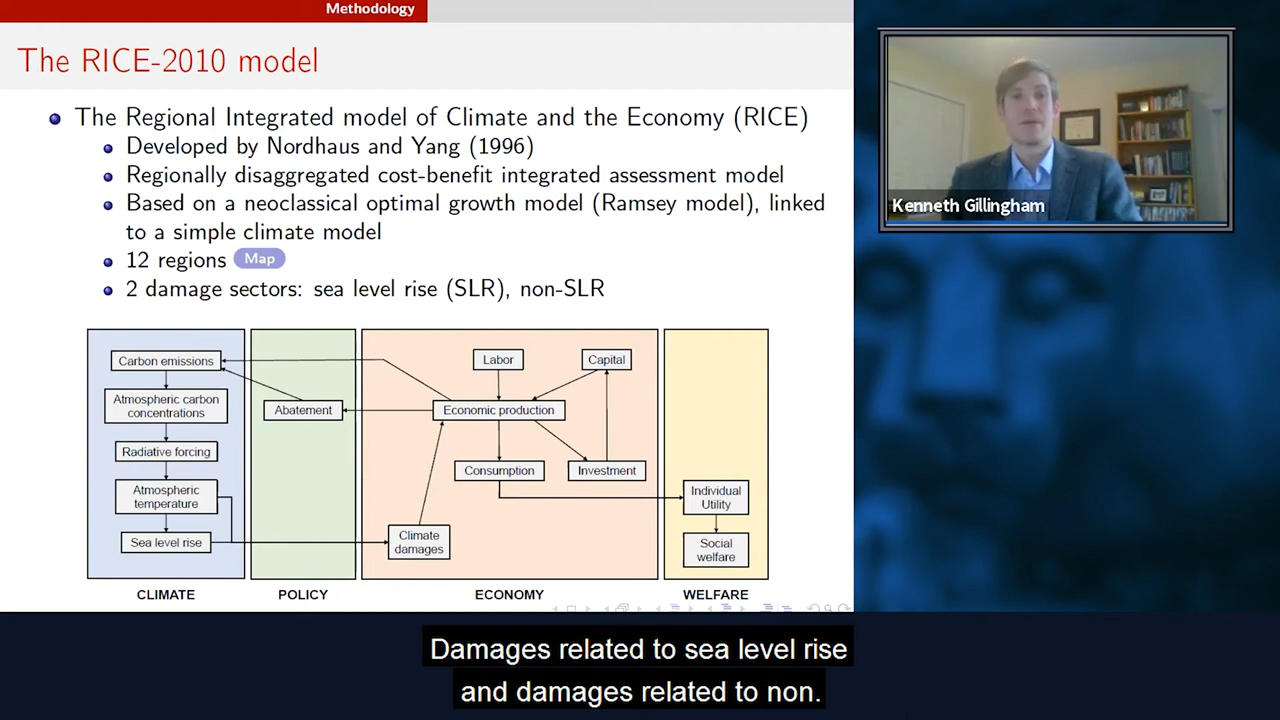 Methodology
The RICE-2010 model
The Regional Integrated model of Climate and the Economy (RICE)
Developed by Nordhaus and Yang (1996)
Regionally disaggregated cost-benefit integrated assessment model
Based on a neoclassical optimal growth model (Ramsey model), linked
to a simple climate model
12 regions Map
2 damage sectors: sea level rise (SLR), non-SLR
Carbon emissions
Atmospheric carbon
concentrations
Radiative forcing
Atmospheric
temperature
Sea level rise
CLIMATE
Abatement
POLICY
Labor
Capital
Economic production
Consumption
Investment
Climate
damages
ECONOMY
Individual
Utility
Social
welfare
WELFARE
Kenneth Gillingham
Damages related to sea level rise
and damages related to non.